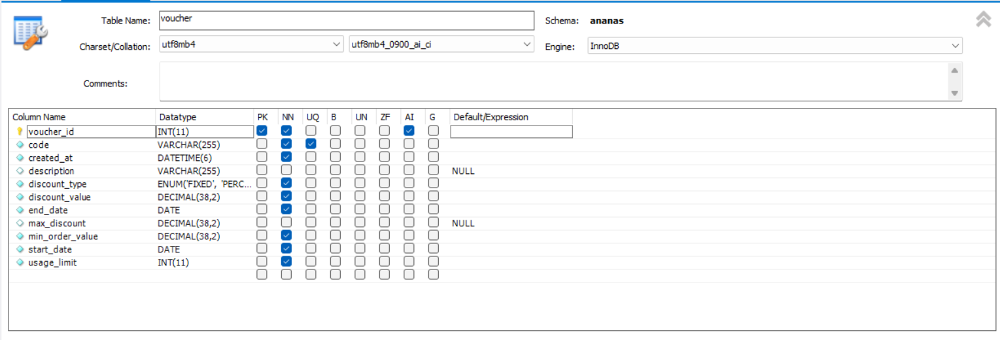 Table Name: voucher Schema: ananas
Charset/Collation: utf8mb4 utf8mb4_0900_ai_ci Engine: InnoDB
Comments:
Column Name Datatype PK NN UQ B UN ZF AI G Default/Expression
voucher_id INT(11)
code VARCHAR(255)
created_at DATETIME(6)
description VARCHAR(255) NULL
discount_type ENUM('FIXED', 'PERC...
discount_value DECIMAL(38,2)
end_date DATE
max_discount DECIMAL(38,2) NULL
min_order_value DECIMAL(38,2)
start_date DATE
usage_limit INT(11)